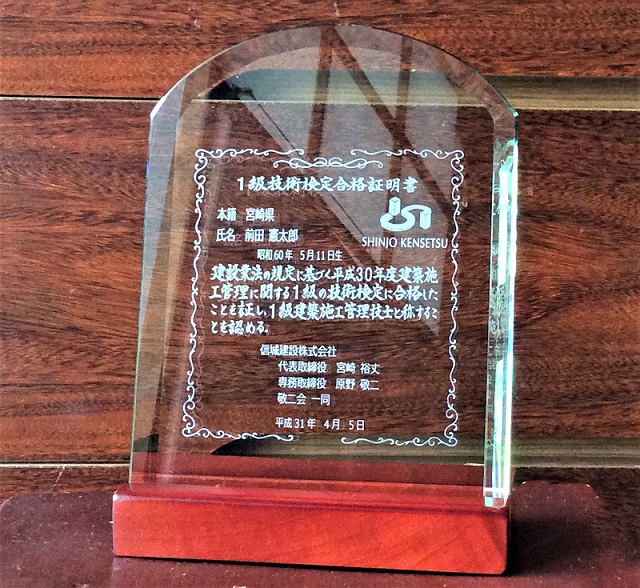 1級技術検定合格証明書
本籍 宮崎県
氏名 前田 憲太郎
SHINJO KENSETSU
昭和60年 5月11日生
建設業法の規定に基づく平成30年度建築施
工管理に関する1級の技術検定に合格した
ことを証し、1級建築施工管理技士と称するこ
とを認める。
信城建設株式会社
代表取締役 宮崎 裕丈
専務取締役 原野 敬二
敬二会 一同
平成31年 4月 5日